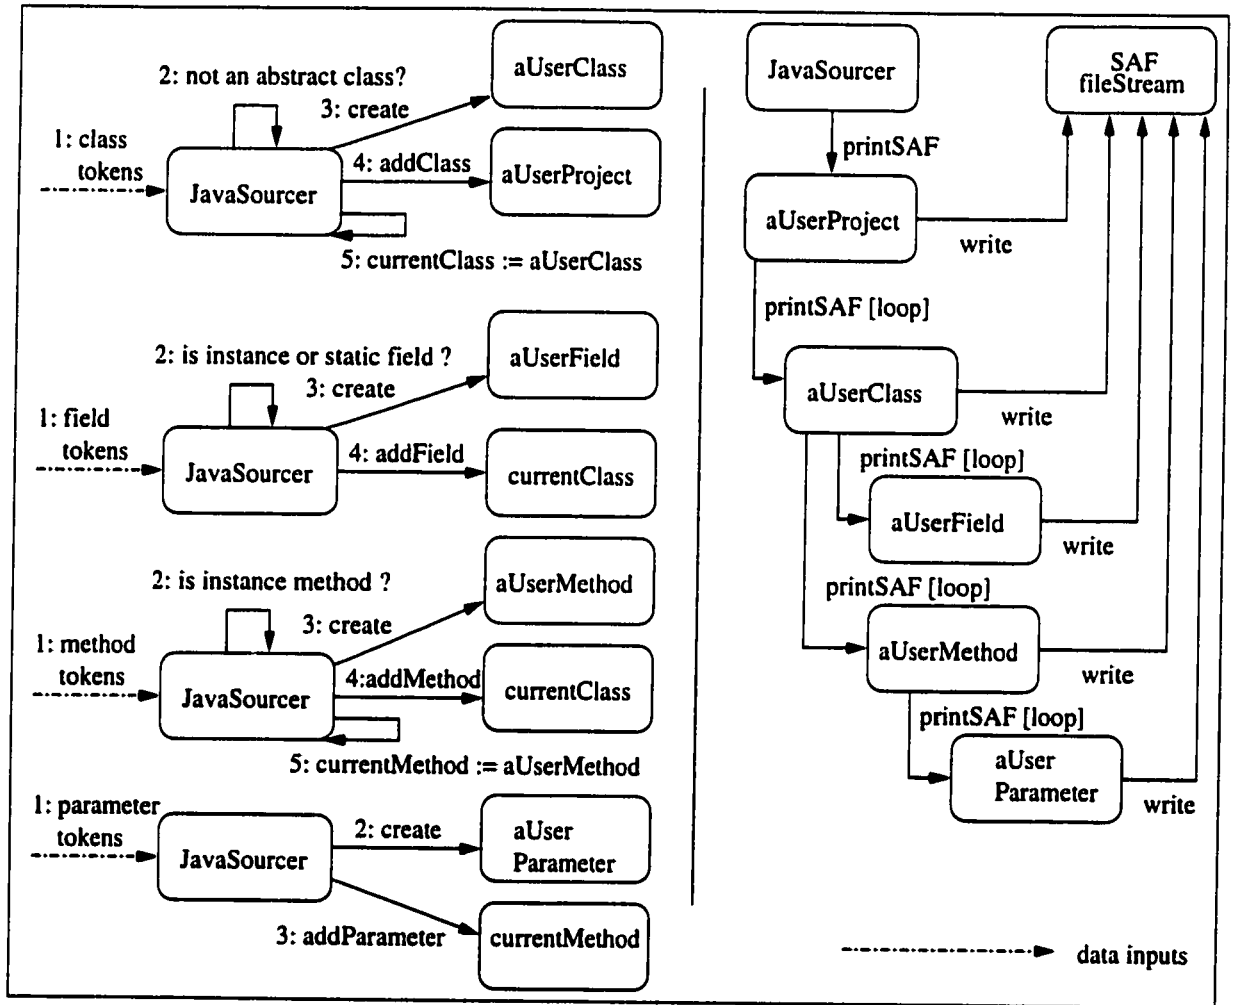 2: not an abstract class?
3: create
aUserClass
1: class
tokens
JavaSourcer
4: addClass
aUserProject
5: currentClass := aUserClass
2: is instance or static field ?
3: create
aUserField
1: field
tokens
JavaSourcer
4: addField
currentClass
2: is instance method ?
3: create
aUserMethod
1: method
tokens
JavaSourcer
4:addMethod
currentClass
5: currentMethod := aUserMethod
1: parameter
tokens
JavaSourcer
2: create
aUser
Parameter
3: addParameter
currentMethod
JavaSourcer
SAF
fileStream
printSAF
aUserProject
write
printSAF [loop]
aUserClass
write
printSAF [loop]
aUserField
write
printSAF [loop]
aUserMethod
write
printSAF [loop]
aUser
Parameter
write
data inputs